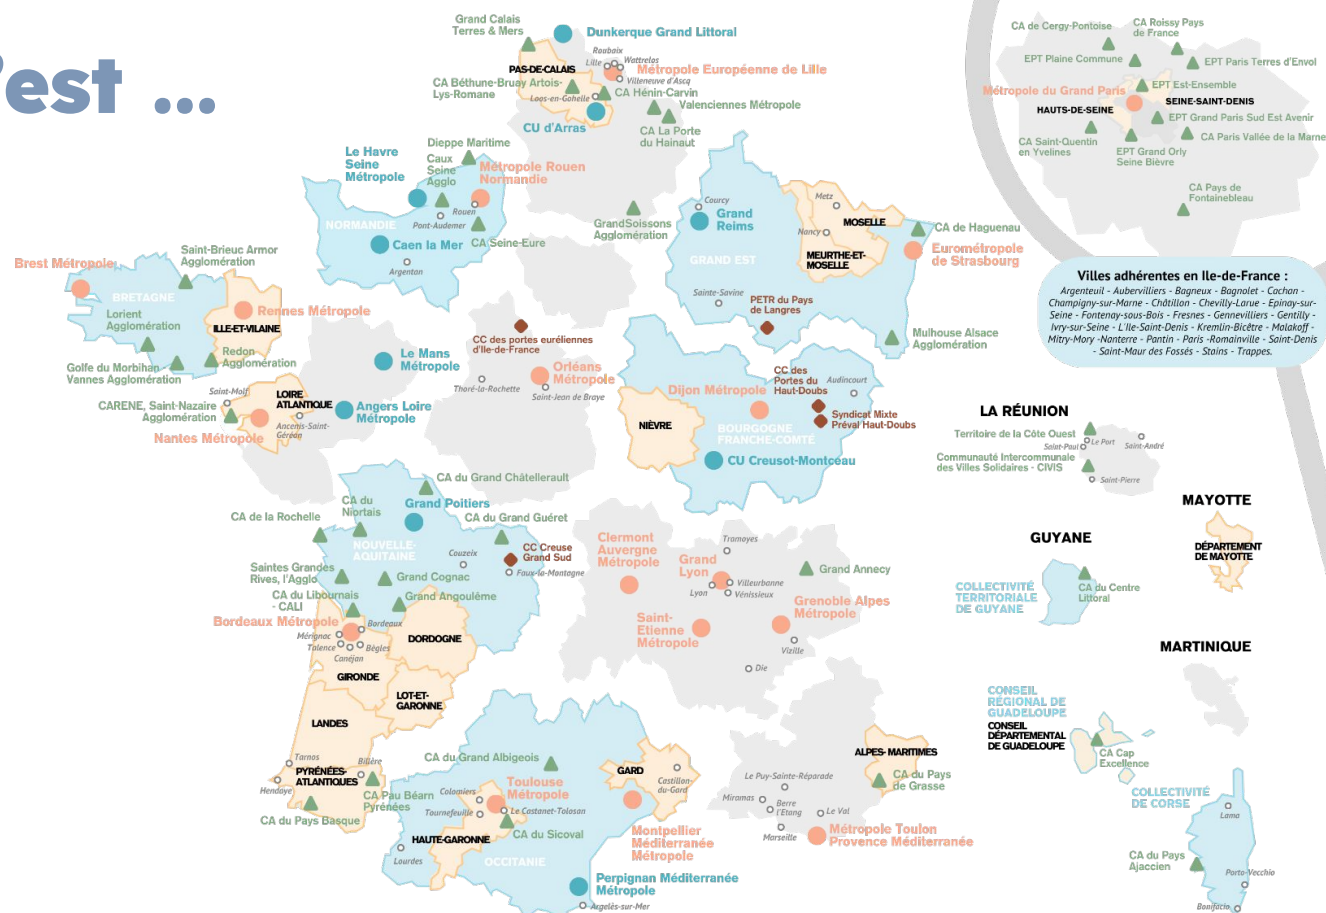 'est ...
Grand Calais
Terres & Mers
Dunkerque Grand Littoral
Roubaix
Lille
Wattrelos
PAS-DE-CALAIS
Métropole Européenne de Lille
Villeneuve d'Ascq
CA Béthune-Bruay Artois-
Lys-Romane
CA Hénin-Carvin
Loos-en-Gohelle
Valenciennes Métropole
CU d'Arras
CA La Porte
du Hainaut
Dieppe Maritime
Le Havre
Seine
Métropole
Caux
Seine
Agglo
Métropole Rouen
Normandie
Rouen
Pont-Audemer
NORMANDIE
Caen la Mer
CA Seine-Eure
Argentan
GrandSoissons
Agglomération
Courcy
Grand
Reims
Metz
MOSELLE
Nancy
MEURTHE-ET-
MOSELLE
CA de Haguenau
Eurométropole
de Strasbourg
GRAND EST
Sainte-Savine
PETR du Pays
de Langres
Mulhouse Alsace
Agglomération
Saint-Brieuc Armor
Agglomération
Brest Métropole
BRETAGNE
Rennes Métropole
Lorient
Agglomération
ILLE-ET-VILAINE
Redon
Agglomération
Golfe du Morbihan -
Vannes Agglomération
Saint-Molf
LOIRE
ATLANTIQUE
CARENE, Saint-Nazaire
Agglomération
Ancenis-Saint-
Géréon
Nantes Métropole
Le Mans
Métropole
Angers Loire
Métropole
CC des portes euréliennes
d'Ile-de-France
Orléans
Métropole
Thoré-la-Rochette
Saint-Jean de Braye
CC des
Portes du
Haut-Doubs
Audincourt
Dijon Métropole
Syndicat Mixte
Préval Haut-Doubs
NIÈVRE
BOURGOGNE
FRANCHE-COMTÉ
CU Creusot-Montceau
CA du Grand Châtellerault
CA du
Niortais
Grand Poitiers
CA de la Rochelle
CA du Grand Guéret
NOUVELLE-
AQUITAINE
Couzeix
CC Creuse
Grand Sud
Faux-la-Montagne
Saintes Grandes
Rives, l'Agglo
Grand Cognac
CA du Libournais
- CALI
Grand Angoulême
Bordeaux Métropole
Bordeaux
Mérignac
Talence
Bègles
Canéjan
DORDOGNE
GIRONDE
LOT-ET-
GARONNE
LANDES
Tarnos
Billère
PYRÉNÉES-
ATLANTIQUES
Hendaye
CA Pau Béarn
Pyrénées
CA du Pays Basque
Clermont
Auvergne
Métropole
Tramoyes
Grand
Lyon
Lyon
Villeurbanne
Vénissieux
Grand Annecy
Saint-
Etienne
Métropole
Grenoble Alpes
Métropole
Vizille
Die
CA du Grand Albigeois
GARD
Castillon-
du-Gard
Colomiers
Toulouse
Métropole
Tournefeuille
Le Castanet-Tolosan
CA du Sicoval
HAUTE-GARONNE
Lourdes
OCCITANIE
Montpellier
Méditerranée
Métropole
Perpignan Méditerranée
Métropole
Argelès-sur-Mer
ALPES- MARITIMES
CA du Pays
de Grasse
Le Puy-Sainte-Réparade
Miramas
Berre
l'Etang
Le Val
Marseille
Métropole Toulon
Provence Méditerranée
CA de Cergy-Pontoise
CA Roissy Pays
de France
EPT Plaine Commune
EPT Paris Terres d'Envol
Métropole du Grand Paris
EPT Est-Ensemble
HAUTS-DE-SEINE
SEINE-SAINT-DENIS
EPT Grand Paris Sud Est Avenir
CA Saint-Quentin
en Yvelines
EPT Grand Orly
Seine Bièvre
CA Paris Vallée de la Marne
CA Pays de
Fontainebleau
Villes adhérentes en Ile-de-France :
Argenteuil - Aubervilliers - Bagneux - Bagnolet - Cachan -
Champigny-sur-Marne - Châtillon - Chevilly-Larue - Epinay-sur-
Seine - Fontenay-sous-Bois - Fresnes - Gennevilliers - Gentilly -
Ivry-sur-Seine - L'Ile-Saint-Denis - Kremlin-Bicêtre - Malakoff -
Mitry-Mory -Nanterre - Pantin - Paris -Romainville - Saint-Denis
- Saint-Maur des Fossés - Stains - Trappes.
LA RÉUNION
Territoire de la Côte Ouest
Le Port
Saint-Paul
Saint-André
Communauté Intercommunale
des Villes Solidaires - CIVIS
Saint-Pierre
MAYOTTE
DÉPARTEMENT
DE MAYOTTE
GUYANE
COLLECTIVITÉ
TERRITORIALE
DE GUYANE
CA du Centre
Littoral
MARTINIQUE
CONSEIL
RÉGIONAL DE
GUADELOUPE
CONSEIL
DÉPARTEMENTAL
DE GUADELOUPE
CA Cap
Excellence
COLLECTIVITÉ
DE CORSE
Lama
CA du Pays
Ajaccien
Porto-Vecchio
Bonifacio